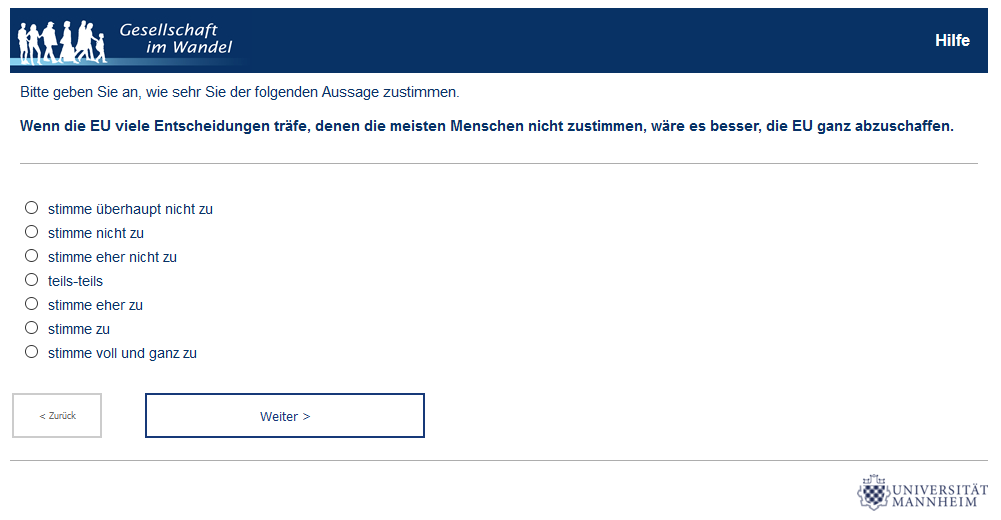 Gesellschaft
im Wandel
Hilfe
Bitte geben Sie an, wie sehr Sie der folgenden Aussage zustimmen.
Wenn die EU viele Entscheidungen träfe, denen die meisten Menschen nicht zustimmen, wäre es besser, die EU ganz abzuschaffen.
stimme überhaupt nicht zu
stimme nicht zu
stimme eher nicht zu
teils-teils
stimme eher zu
stimme zu
stimme voll und ganz zu
< Zurück
Weiter >
UNIVERSITÄT
MANNHEIM